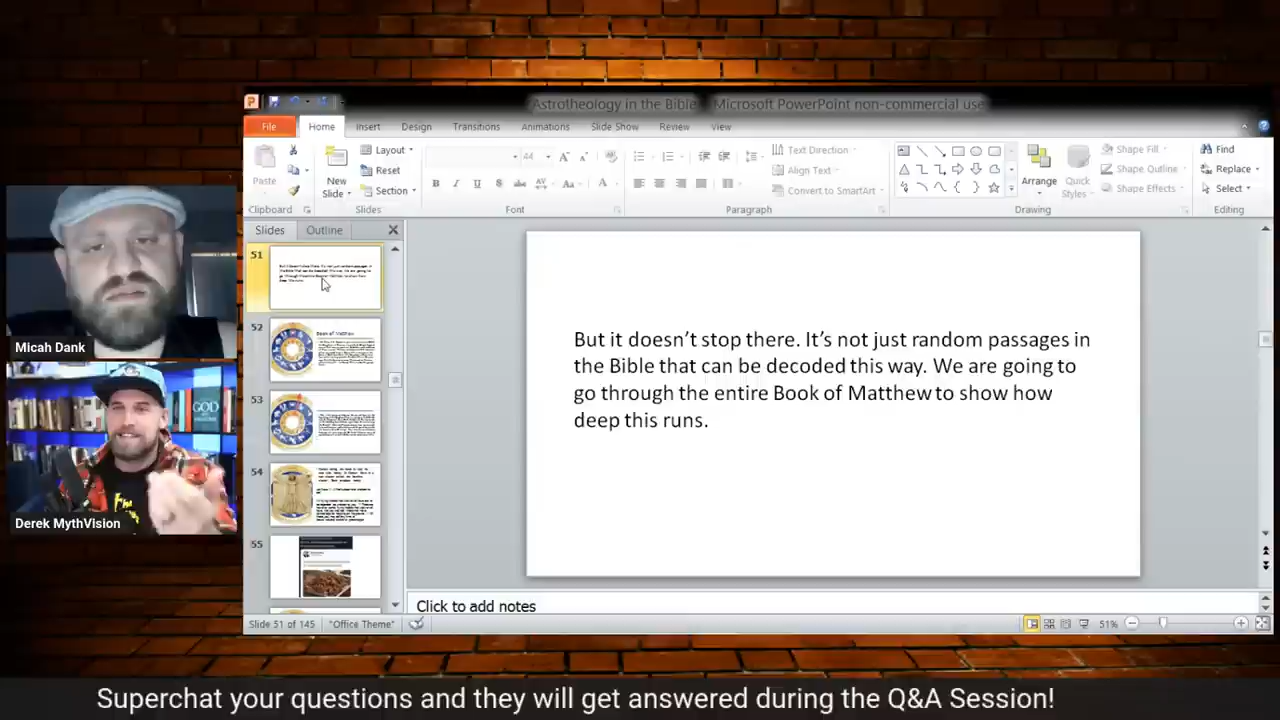 Astrotheology in the Bible - Microsoft PowerPoint non-commercial use
File Home Insert Design Transitions Animations Slide Show Review View
Paste
Clipboard
New
Slide
Layout
Reset
Section
Slides
44
Font
Text Direction
Align Text
Convert to SmartArt
Paragraph
Arrange
Quick
Styles
Shape Fill
Shape Outline
Shape Effects
Drawing
Find
Replace
Select
Editing
Slides Outline
51
52
Book of Matthew
53
54
55
But it doesn’t stop there. It’s not just random passages in
the Bible that can be decoded this way. We are going to
go through the entire Book of Matthew to show how
deep this runs.
Click to add notes
Slide 51 of 145 "Office Theme" 51%
Micah Dank
GOD
Derek MythVision
Superchat your questions and they will get answered during the Q&A Session!